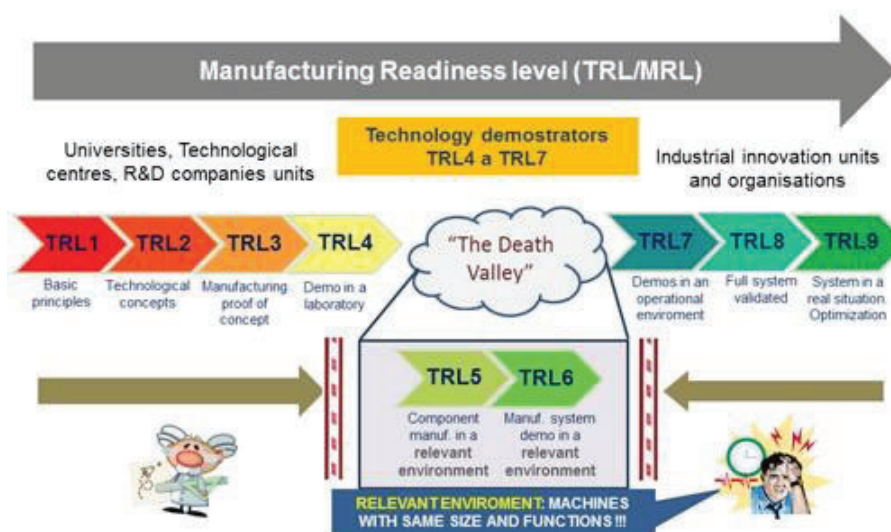 Manufacturing Readiness level (TRL/MRL)
Universities, Technological
centres, R&D companies units
Technology demostrators
TRL4 a TRL7
Industrial innovation units
and organisations
TRL1
TRL2
TRL3
TRL4
"The Death
Valley"
TRL7
TRL8
TRL9
Basic
principles
Technological
concepts
Manufacturing
proof of
concept
Demo in a
laboratory
Demos in an
operational
enviroment
Full system
validated
System in a
real situation.
Optimization
TRL5
TRL6
Component
manuf. in a
relevant
environment
Manuf. system
demo in a
relevant
environment
RELEVANT ENVIROMENT: MACHINES
WITH SAME SIZE AND FUNCTIONS !!!